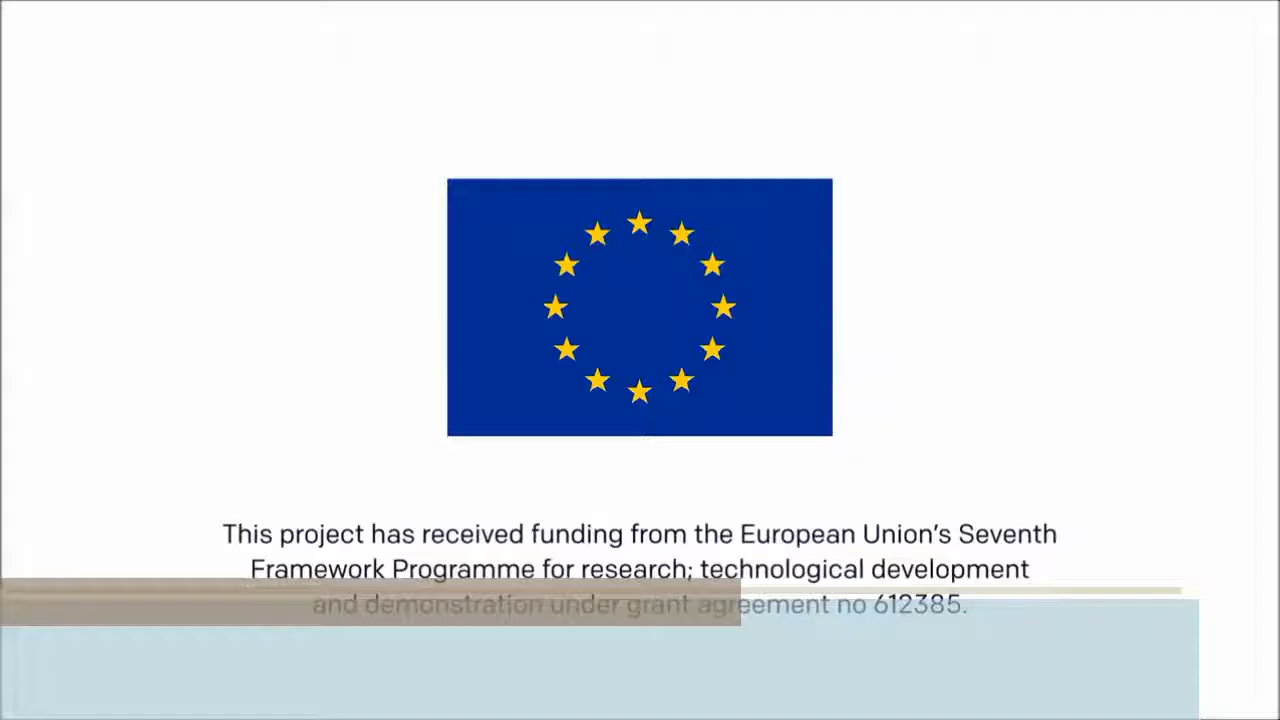 This project has received funding from the European Union's Seventh
Framework Programme for research; technological development
and demonstration under grant agreement no 612385.